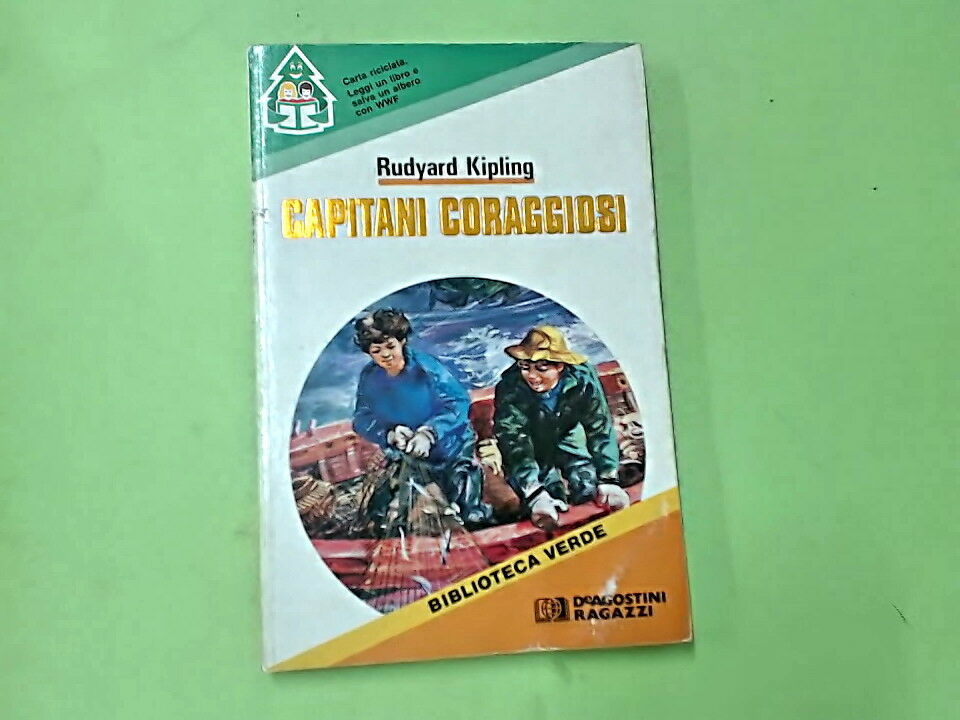 Carta riciclata.
Leggi un libro e
salva un albero
con WWF
Rudyard Kipling
CAPITANI CORAGGIOSI
BIBLIOTECA VERDE
DeAGOSTINI
RAGAZZI